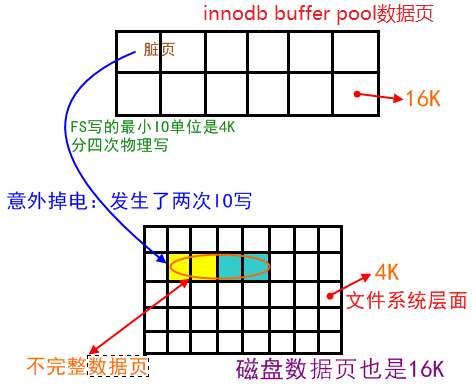 innodb buffer pool数据页
脏页
16K
FS写的最小IO单位是4K
分四次物理写
意外掉电：发生了两次IO写
4K
文件系统层面
不完整数据页
磁盘数据页也是16K